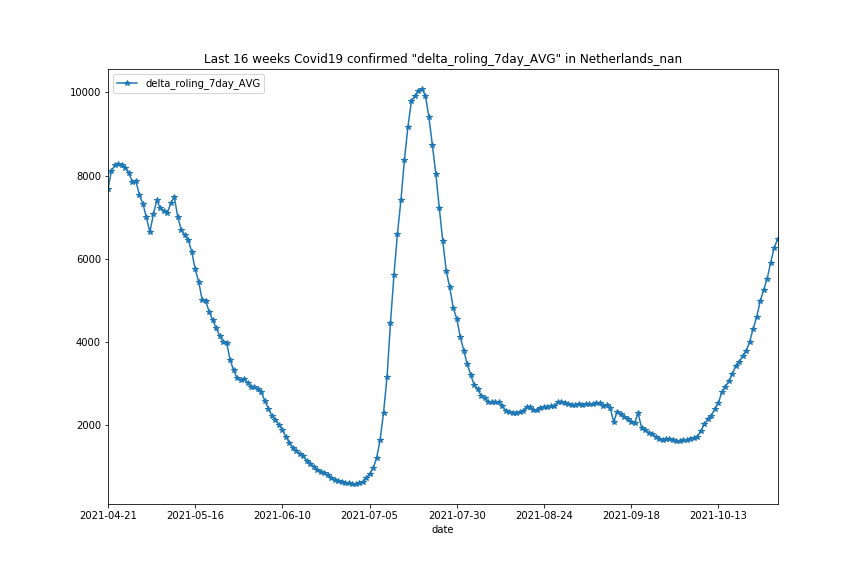 Last 16 weeks Covid19 confirmed "delta_roling_7day_AVG" in Netherlands_nan
delta_roling_7day_AVG
10000
8000
6000
4000
2000
2021-04-21 2021-05-16 2021-06-10 2021-07-05 2021-07-30 2021-08-24 2021-09-18 2021-10-13
date